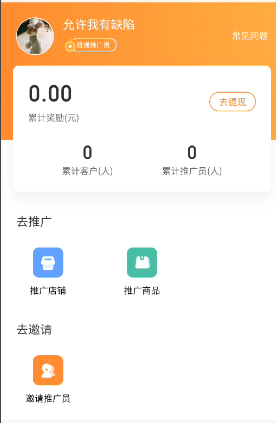 允许我有缺陷
普通推广员
常见问题
0.00
去提现
累计奖励(元)
0 0
累计客户(人) 累计推广员(人)
去推广
推广店铺 推广商品
去邀请
邀请推广员